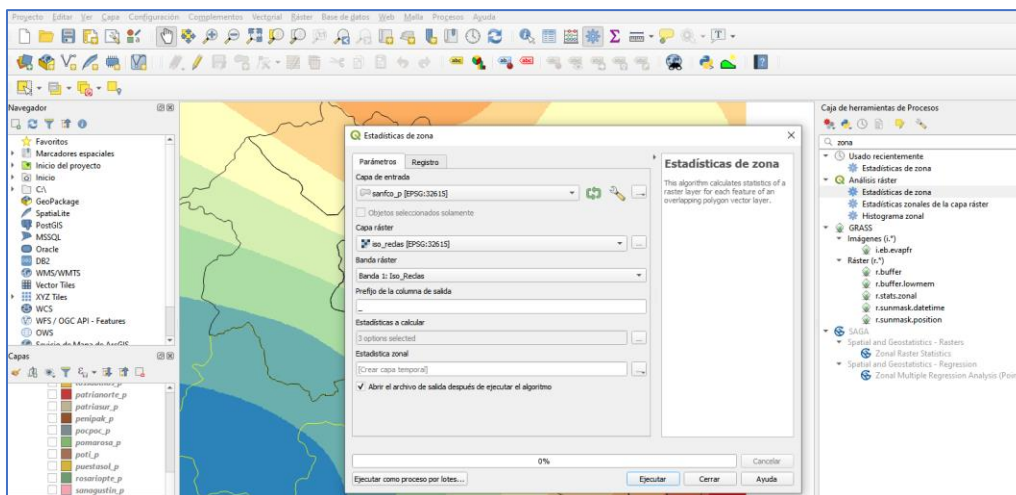 Proyecto Editar Ver Capa Configuración Complementos Vectorial Ráster Base de datos Web Malla Procesos Ayuda
Navegador
Favoritos
Marcadores espaciales
Inicio del proyecto
Inicio
C:\
GeoPackage
SpatiaLite
PostGIS
MSSQL
Oracle
DB2
WMS/WMTS
Vector Tiles
XYZ Tiles
WCS
WFS / OGC API - Features
OWS
Servicio de Mapa de ArcGIS
Capas
patrianorte_p
patriasur_p
penipak_p
pocpoc_p
pomarosa_p
poti_p
puestasol_p
rosariopte_p
sanagustin_p
Estadísticas de zona
Parámetros
Registro
Capa de entrada
sanfco_p [EPSG:32615]
Objetos seleccionados solamente
Capa ráster
iso_reclas [EPSG:32615]
Banda ráster
Banda 1: Iso_Reclas
Prefijo de la columna de salida
_
Estadísticas a calcular
3 options selected
Estadística zonal
[Crear capa temporal]
Abrir el archivo de salida después de ejecutar el algoritmo
Estadísticas de zona
This algorithm calculates statistics of a
raster layer for each feature of an
overlapping polygon vector layer.
0%
Cancelar
Ejecutar como proceso por lotes...
Ejecutar
Cerrar
Ayuda
Caja de herramientas de Procesos
zona
Usado recientemente
Estadísticas de zona
Análisis ráster
Estadísticas de zona
Estadísticas zonales de la capa ráster
Histograma zonal
GRASS
Imágenes (i.*)
i.eb.evapfr
Ráster (r.*)
r.buffer
r.buffer.lowmem
r.stats.zonal
r.sunmask.datetime
r.sunmask.position
SAGA
Spatial and Geostatistics - Rasters
Zonal Raster Statistics
Spatial and Geostatistics - Regression
Zonal Multiple Regression Analysis (Poin